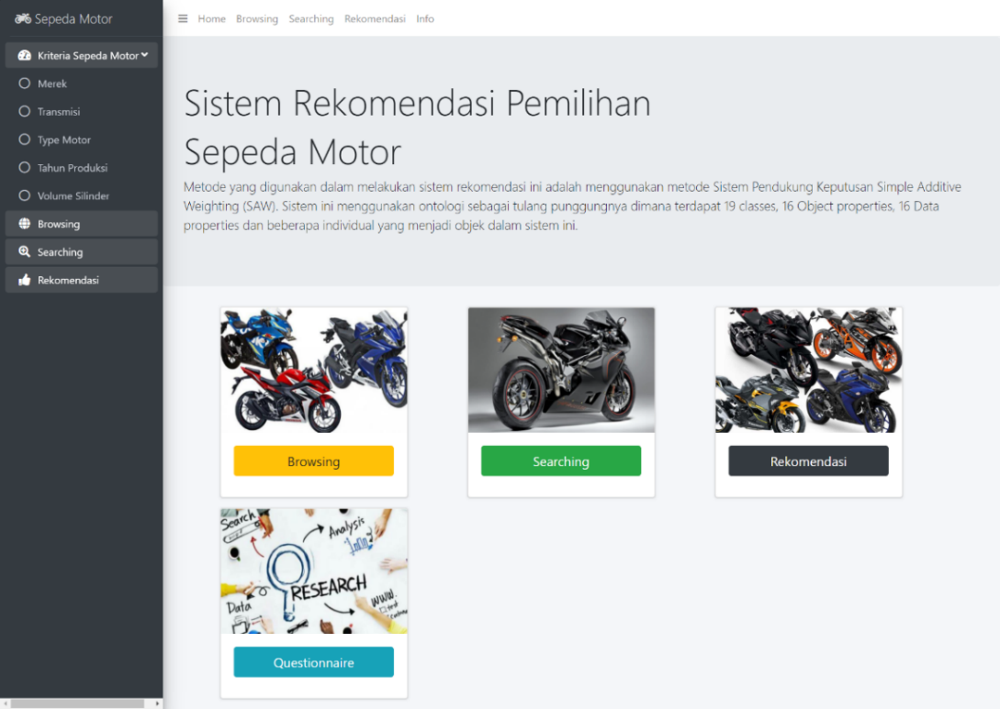 Sepeda Motor
Home Browsing Searching Rekomendasi Info
Kriteria Sepeda Motor
Merek
Transmisi
Type Motor
Tahun Produksi
Volume Silinder
Browsing
Searching
Rekomendasi
Sistem Rekomendasi Pemilihan
Sepeda Motor
Metode yang digunakan dalam melakukan sistem rekomendasi ini adalah menggunakan metode Sistem Pendukung Keputusan Simple Additive
Weighting (SAW). Sistem ini menggunakan ontologi sebagai tulang punggungnya dimana terdapat 19 classes, 16 Object properties, 16 Data
properties dan beberapa individual yang menjadi objek dalam sistem ini.
Browsing
Searching
Rekomendasi
Search
Analysis
RESEARCH
Data
www.
Questionnaire